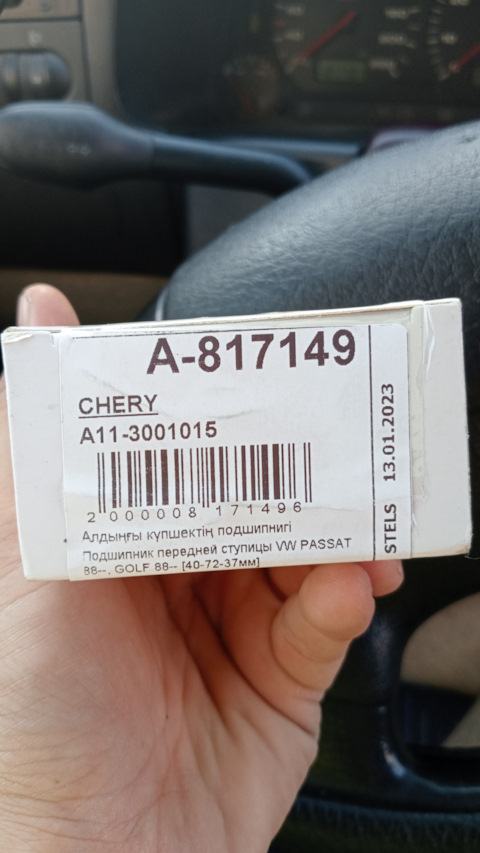 A-817149
CHERY
A11-3001015
2 000008 171496
Алдыңғы күпшектің подшипнигі
Подшипник передней ступицы VW PASSAT
88--, GOLF 88-- [40-72-37мм]
STELS 13.01.2023